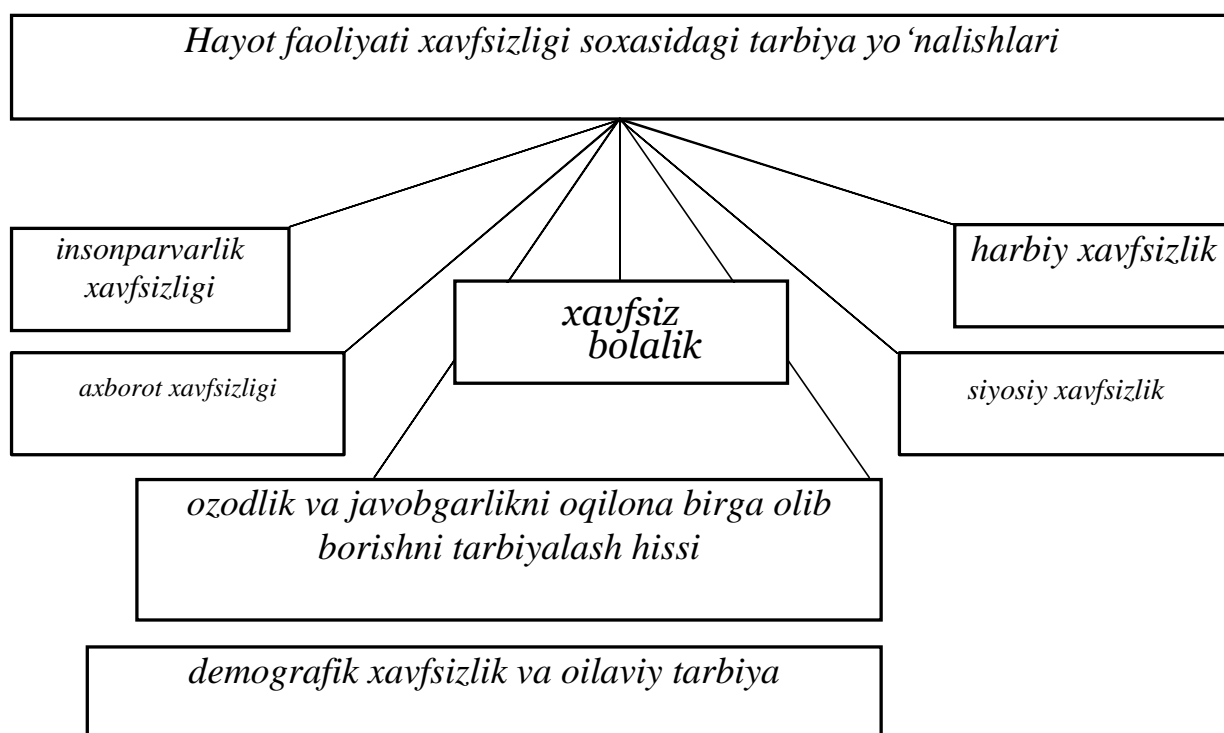 Hayot faoliyati xavfsizligi soxasidagi tarbiya yo‘nalishlari
insonparvarlik
xavfsizligi
harbiy xavfsizlik
xavfsiz
bolalik
axborot xavfsizligi
siyosiy xavfsizlik
ozodlik va javobgarlikni oqilona birga olib
borishni tarbiyalash hissi
demografik xavfsizlik va oilaviy tarbiya